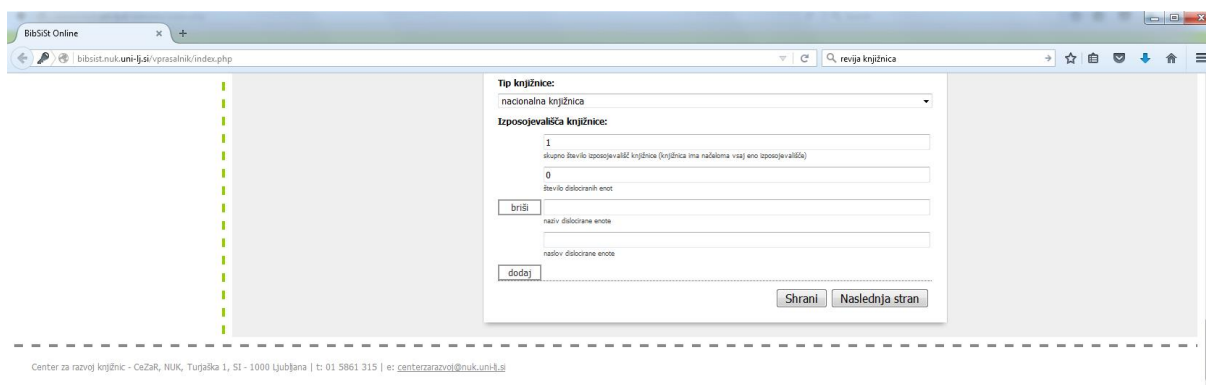 BibSiSt Online
bibsist.nuk.uni-lj.si/vprasalnik/index.php
revija knjižnica
Tip knjižnice:
nacionalna knjižnica
Izposojevališča knjižnice:
1
skupno število izposojevališč knjižnice (knjižnica ima načeloma vsaj eno izposojevališče)
0
število dislociranih enot
briši
naziv dislocirane enote
naslov dislocirane enote
dodaj
Shrani Naslednja stran
Center za razvoj knjižnic - CeZaR, NUK, Turjaška 1, SI - 1000 Ljubljana | t: 01 5861 315 | e: centerzarazvoj@nuk.uni-lj.si